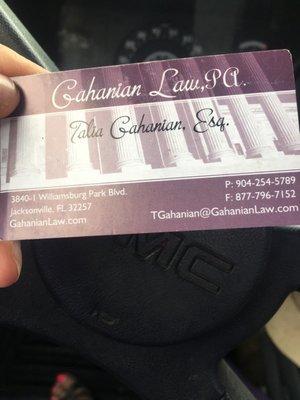 Gahanian Law, P.A.
Talia Gahanian, Esq.
3840-1 Williamsburg Park Blvd.
Jacksonville, FL 32257
GahanianLaw.com
P: 904-254-5789
F: 877-796-7152
TGahanian@GahanianLaw.com
GMC